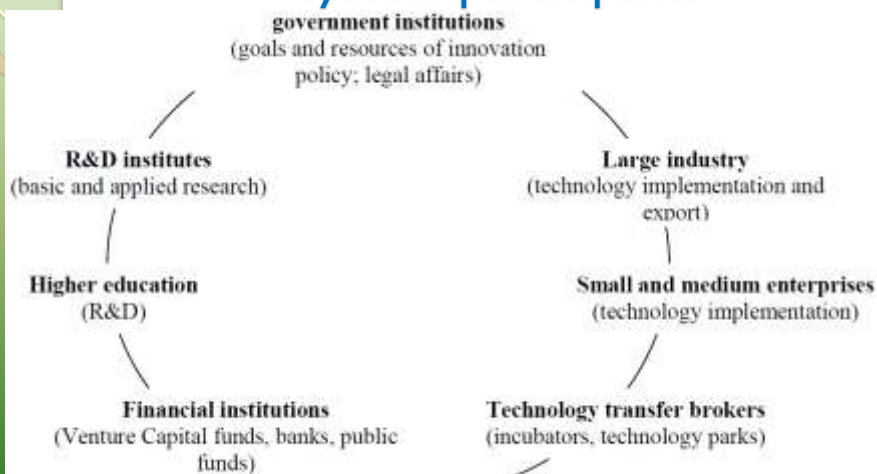 government institutions
(goals and resources of innovation
policy; legal affairs)
R&D institutes
(basic and applied research)
Large industry
(technology implementation and
export)
Higher education
(R&D)
Small and medium enterprises
(technology implementation)
Financial institutions
(Venture Capital funds, banks, public
funds)
Technology transfer brokers
(incubators, technology parks)